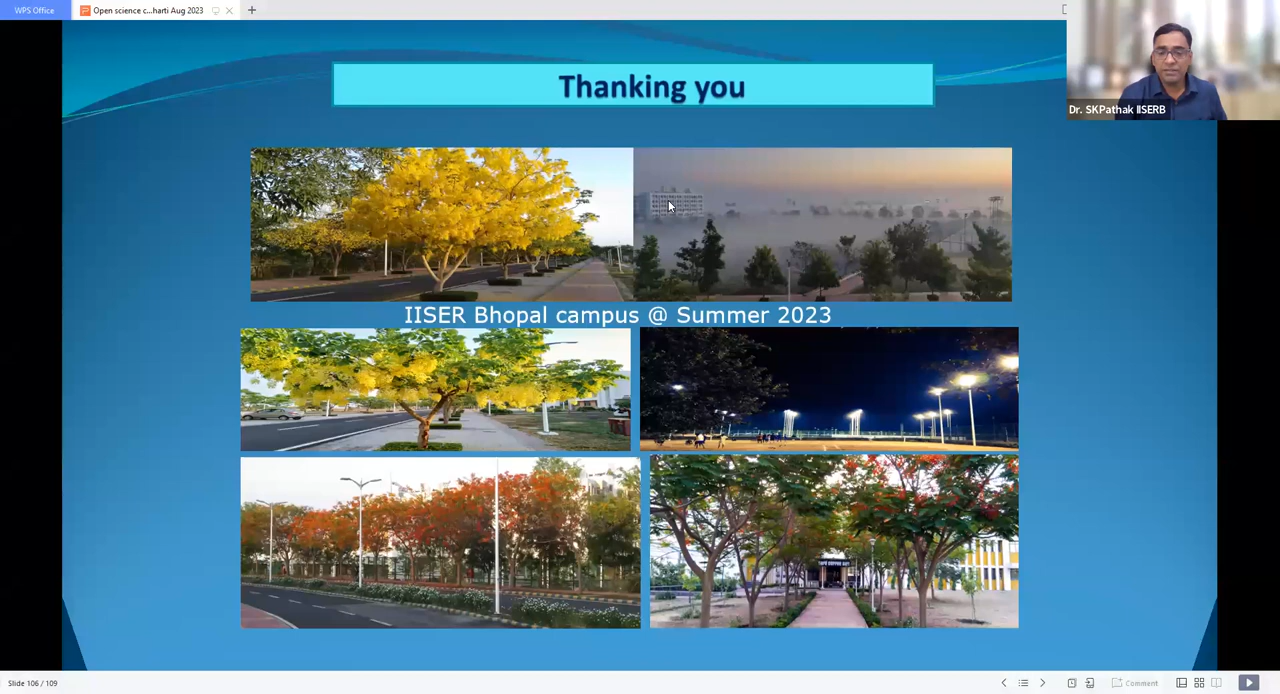 WPS Office
Open science c...harti Aug 2023
Thanking you
Dr. SKPathak IISERB
IISER Bhopal campus @ Summer 2023
Slide 106 / 109
Comment